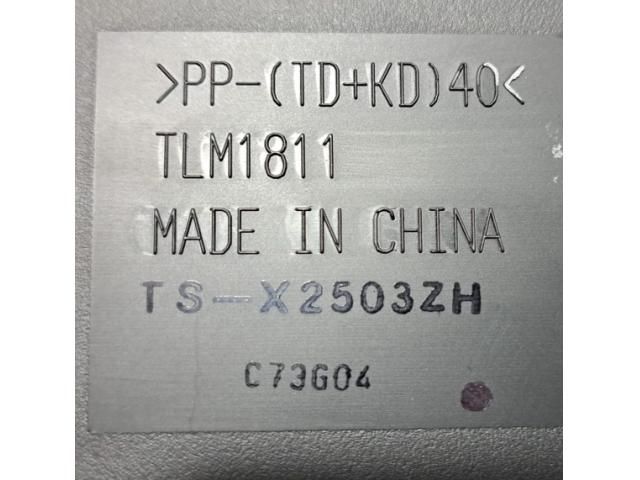 >PP-(TD+KD)40<
TLM1811
MADE IN CHINA
TS-X2503ZH
C73G04